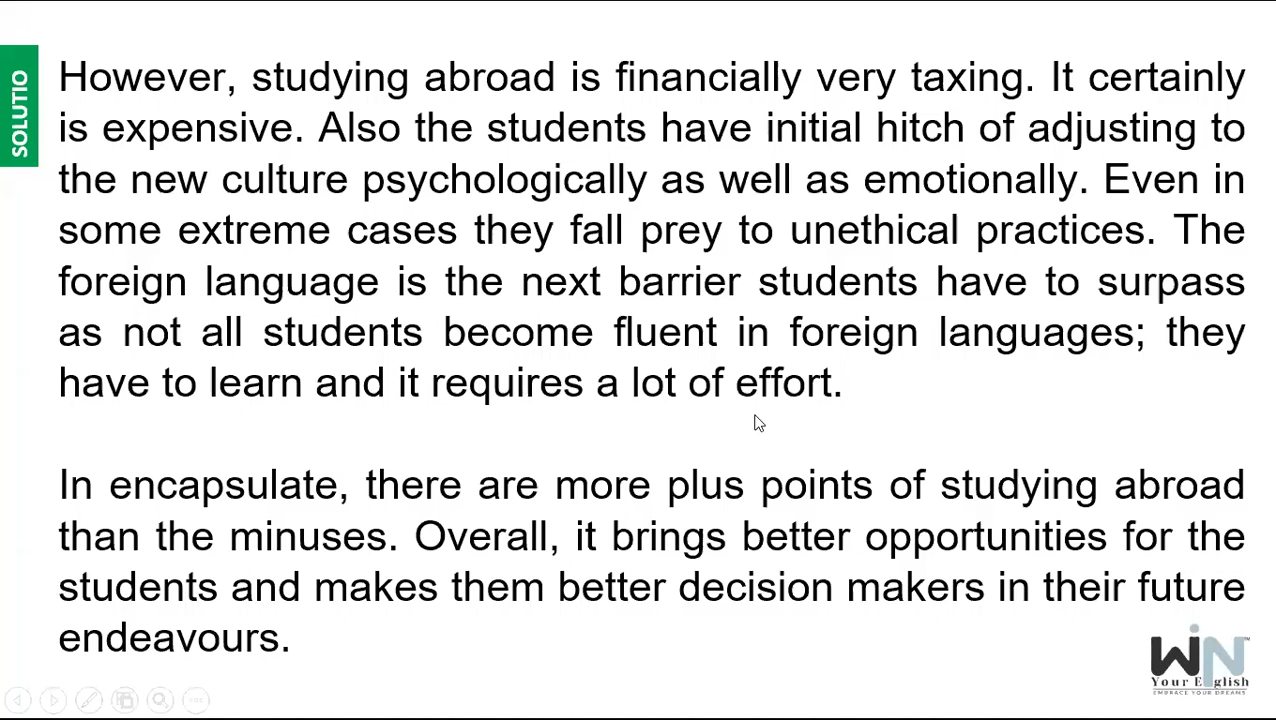 SOLUTIO
However, studying abroad is financially very taxing. It certainly
is expensive. Also the students have initial hitch of adjusting to
the new culture psychologically as well as emotionally. Even in
some extreme cases they fall prey to unethical practices. The
foreign language is the next barrier students have to surpass
as not all students become fluent in foreign languages; they
have to learn and it requires a lot of effort.
In encapsulate, there are more plus points of studying abroad
than the minuses. Overall, it brings better opportunities for the
students and makes them better decision makers in their future
endeavours.
WiN
Your English
EMBRACE YOUR DREAMS